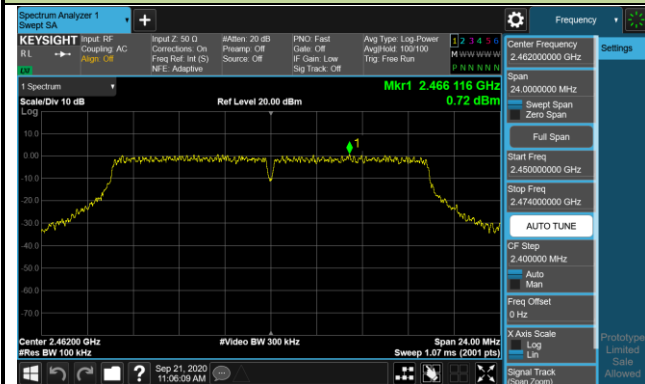 Spectrum Analyzer 1
Swept SA
Frequency
KEYSIGHT Input: RF
RL Coupling: AC
Align: Off
Input Z: 50 Ω
Corrections: On
Freq Ref: Int (S)
NFE: Adaptive
#Atten: 20 dB
Preamp: Off
Source: Off
PNO: Fast
Gate: Off
IF Gain: Low
Sig Track: Off
Avg Type: Log-Power
Avg|Hold: 100/100
Trig: Free Run
1 2 3 4 5 6
M W W W W W
P N N N N N
1 Spectrum
Scale/Div 10 dB
Log
Ref Level 20.00 dBm
Mkr1 2.466 116 GHz
0.72 dBm
10.0
0.00
-10.0
-20.0
-30.0
-40.0
-50.0
-60.0
-70.0
1
Center 2.46200 GHz
#Res BW 100 kHz
#Video BW 300 kHz
Span 24.00 MHz
Sweep 1.07 ms (2001 pts)
Sep 21, 2020
11:06:09 AM
Center Frequency
2.462000000 GHz
Span
24.0000000 MHz
Swept Span
Zero Span
Full Span
Start Freq
2.450000000 GHz
Stop Freq
2.474000000 GHz
AUTO TUNE
CF Step
2.400000 MHz
Auto
Man
Freq Offset
0 Hz
X Axis Scale
Log
Lin
Signal Track
(Span Zoom)
Settings
Prototype
Limited
Sale
Allowed